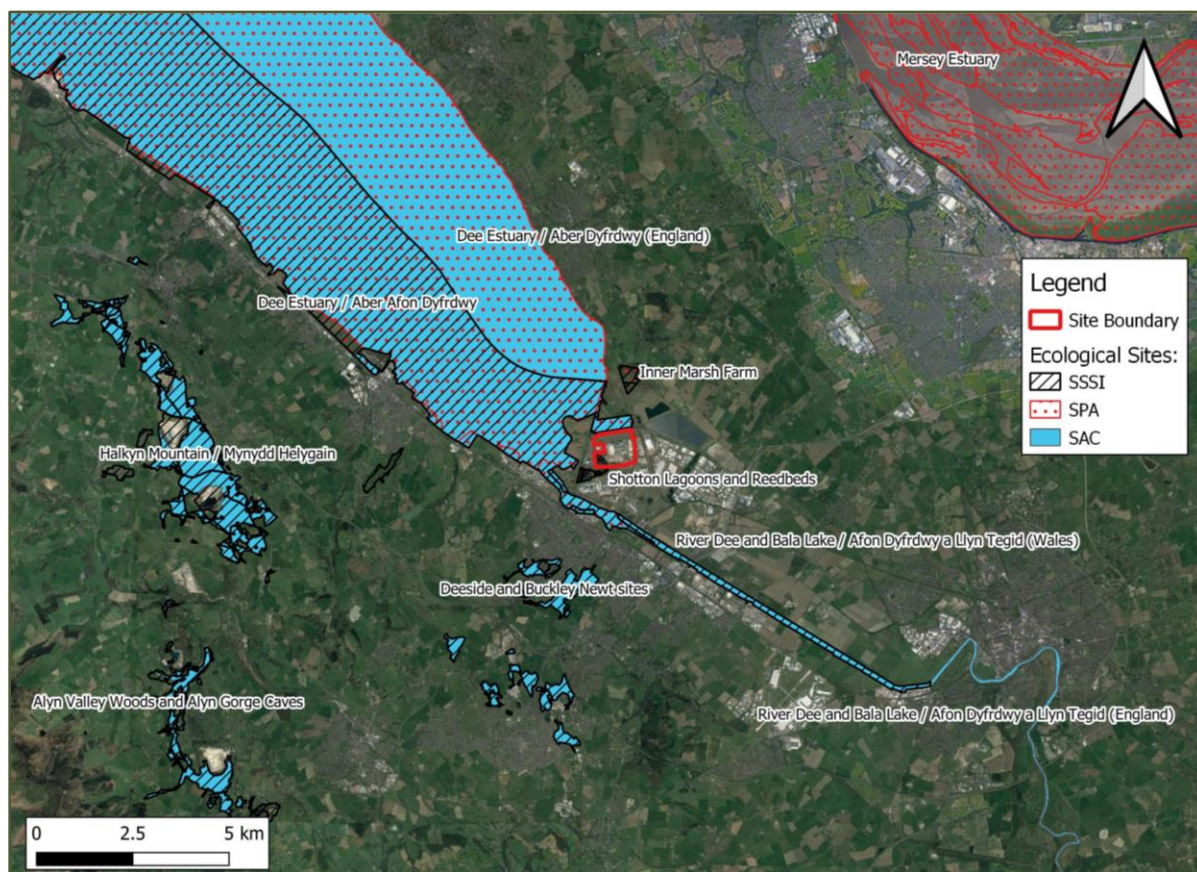 Mersey Estuary
Dee Estuary / Aber Dyfrdwy (England)
Legend
Site Boundary
Dee Estuary / Aber Afon Dyfrdwy
Ecological Sites:
Inner Marsh Farm
SSSI
SPA
SAC
Halkyn Mountain / Mynydd Helygain
Shotton Lagoons and Reedbeds
River Dee and Bala Lake / Afon Dyfrdwy a Llyn Tegid (Wales)
Deeside and Buckley Newt sites
Alyn Valley Woods and Alyn Gorge Caves
River Dee and Bala Lake / Afon Dyfrdwy a Llyn Tegid (England)
0 2.5 5 km